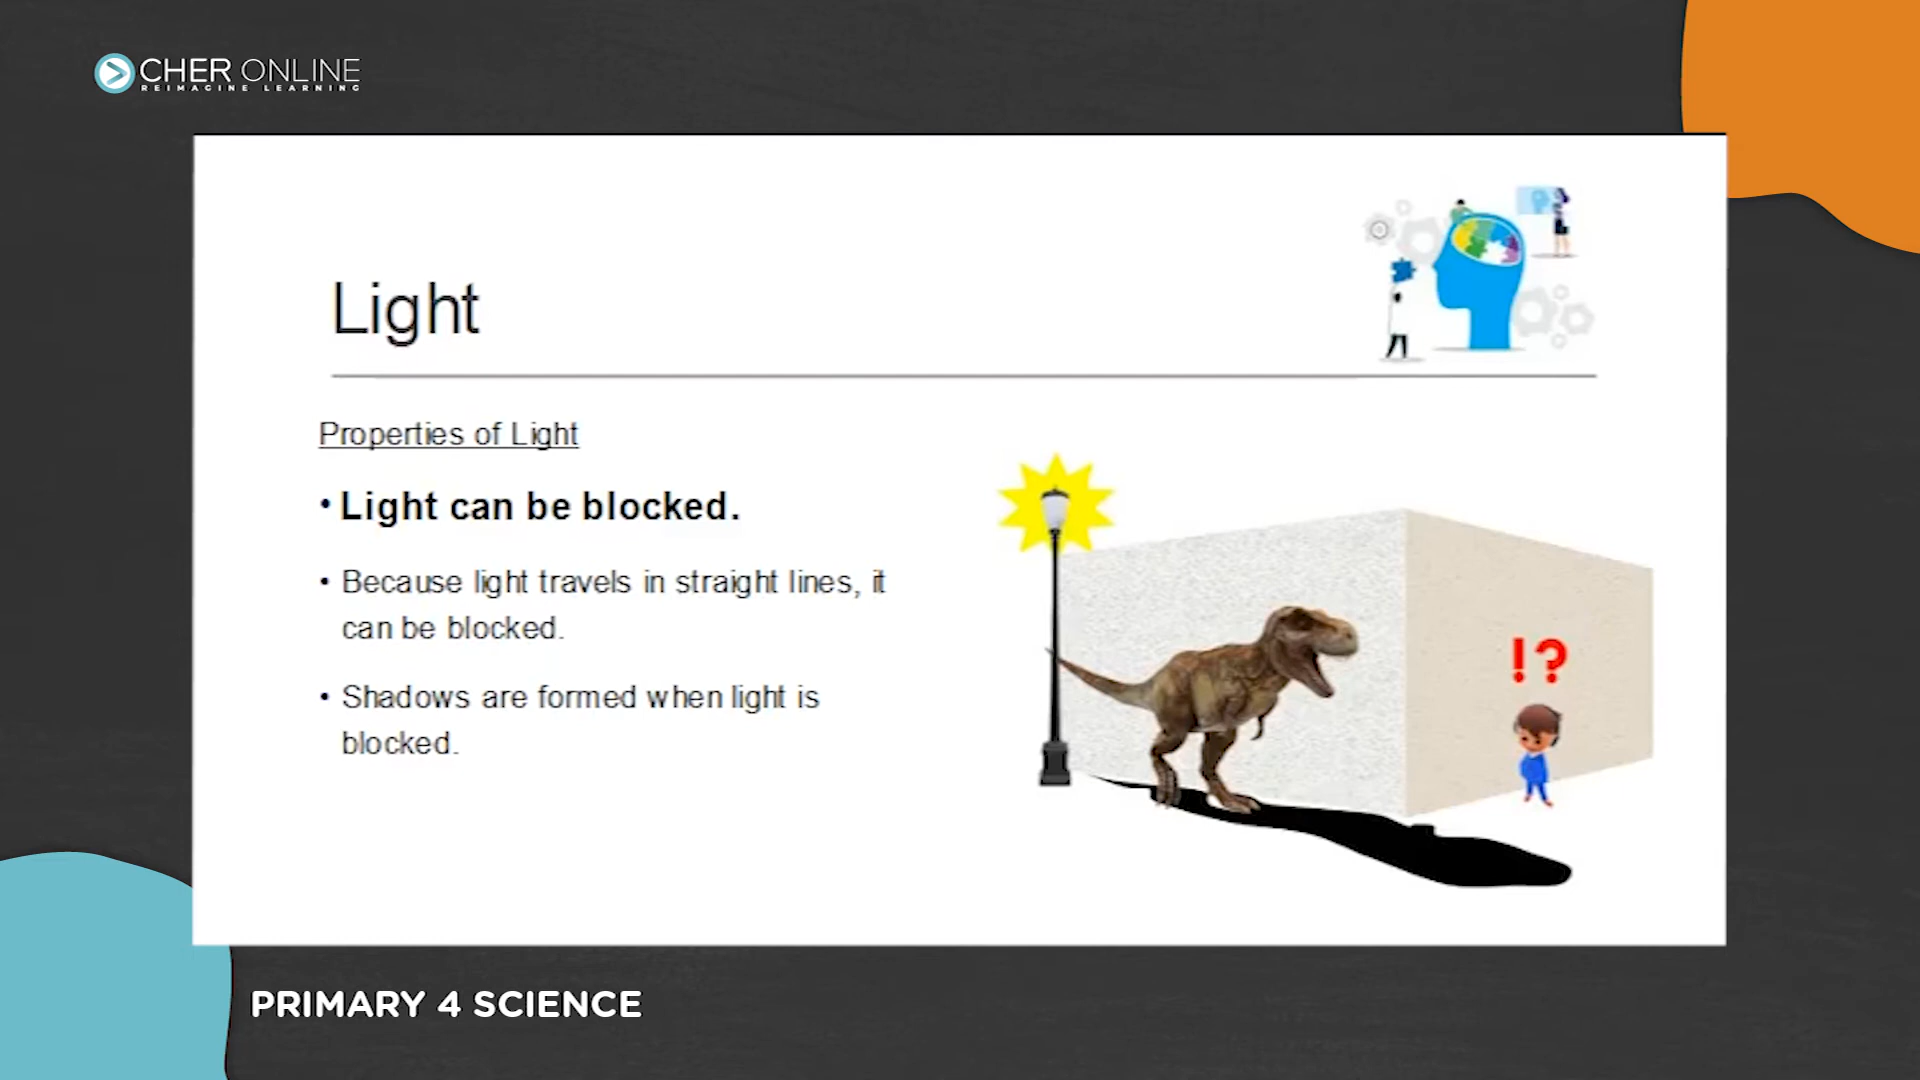 CHER ONLINE
REIMAGINE LEARNING
Light
Properties of Light
• Light can be blocked.
• Because light travels in straight lines, it
can be blocked.
• Shadows are formed when light is
blocked.
!?
PRIMARY 4 SCIENCE